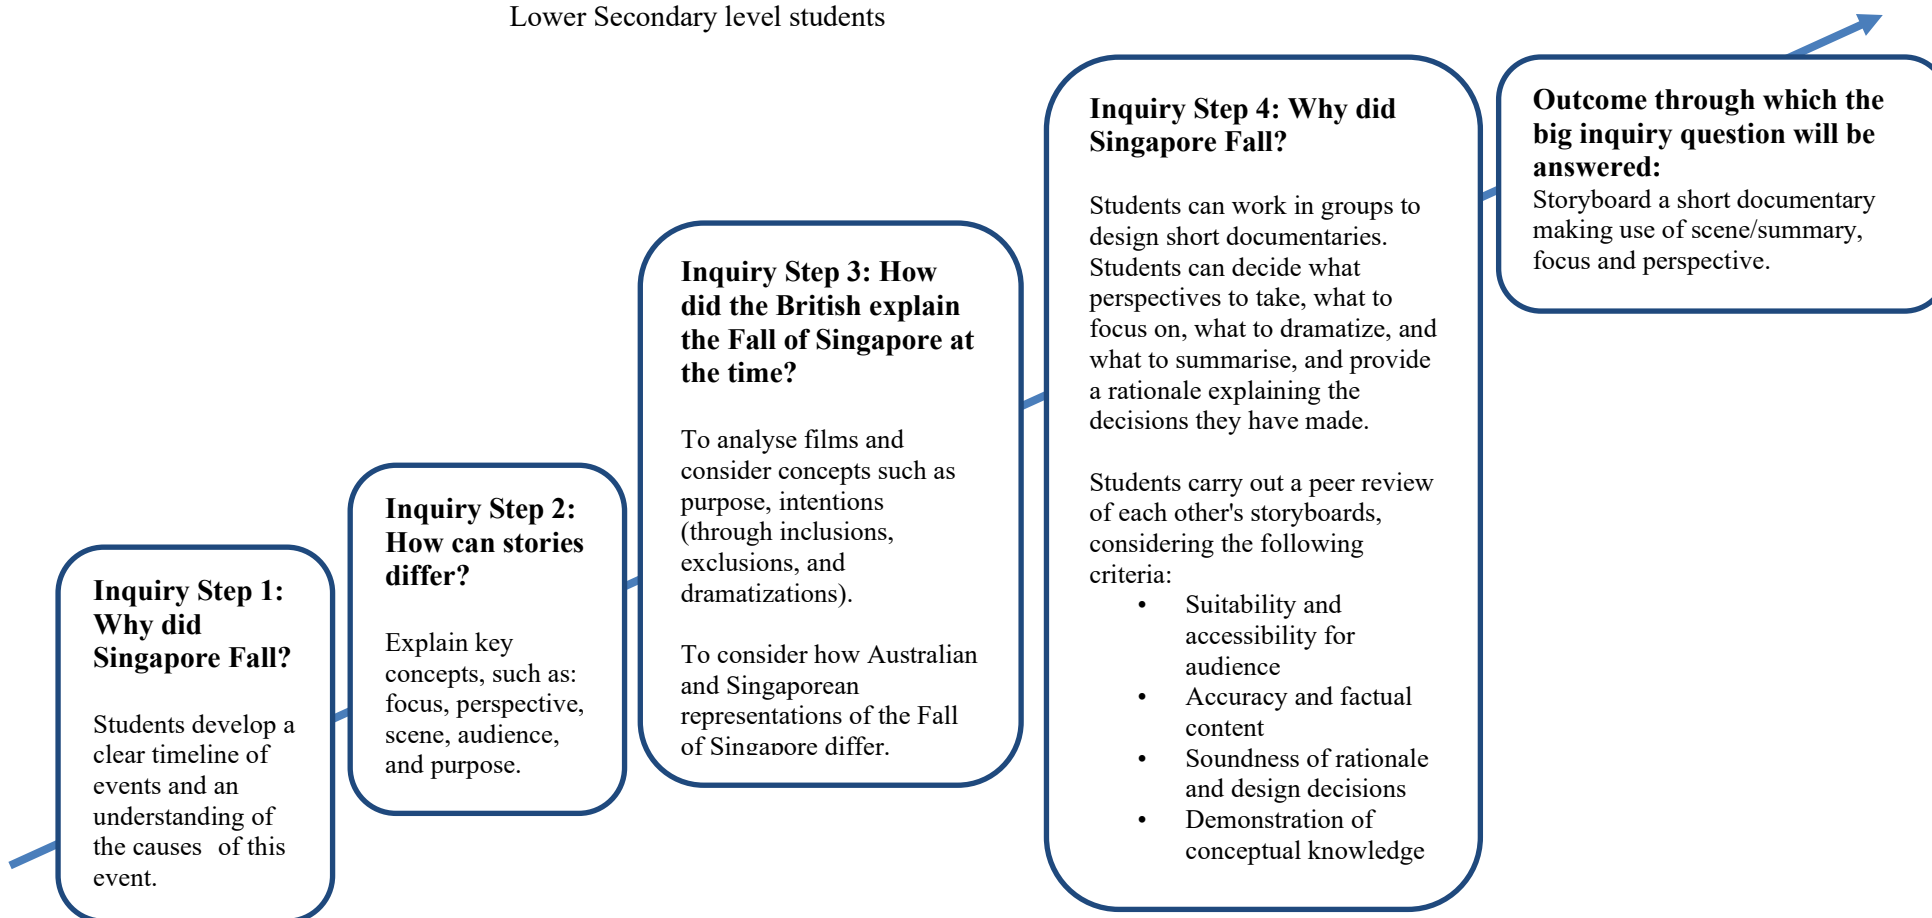 Lower Secondary level students
Inquiry Step 1:
Why did
Singapore Fall?
Students develop a
clear timeline of
events and an
understanding of
the causes of this
event.
Inquiry Step 2:
How can stories
differ?
Explain key
concepts, such as:
focus, perspective,
scene, audience,
and purpose.
Inquiry Step 3: How
did the British explain
the Fall of Singapore at
the time?
To analyse films and
consider concepts such as
purpose, intentions
(through inclusions,
exclusions, and
dramatizations).
To consider how Australian
and Singaporean
representations of the Fall
of Singapore differ.
Inquiry Step 4: Why did
Singapore Fall?
Students can work in groups to
design short documentaries.
Students can decide what
perspectives to take, what to
focus on, what to dramatize, and
what to summarise, and provide
a rationale explaining the
decisions they have made.
Students carry out a peer review
of each other's storyboards,
considering the following
criteria:
• Suitability and
accessibility for
audience
• Accuracy and factual
content
• Soundness of rationale
and design decisions
• Demonstration of
conceptual knowledge
Outcome through which the
big inquiry question will be
answered:
Storyboard a short documentary
making use of scene/summary,
focus and perspective.